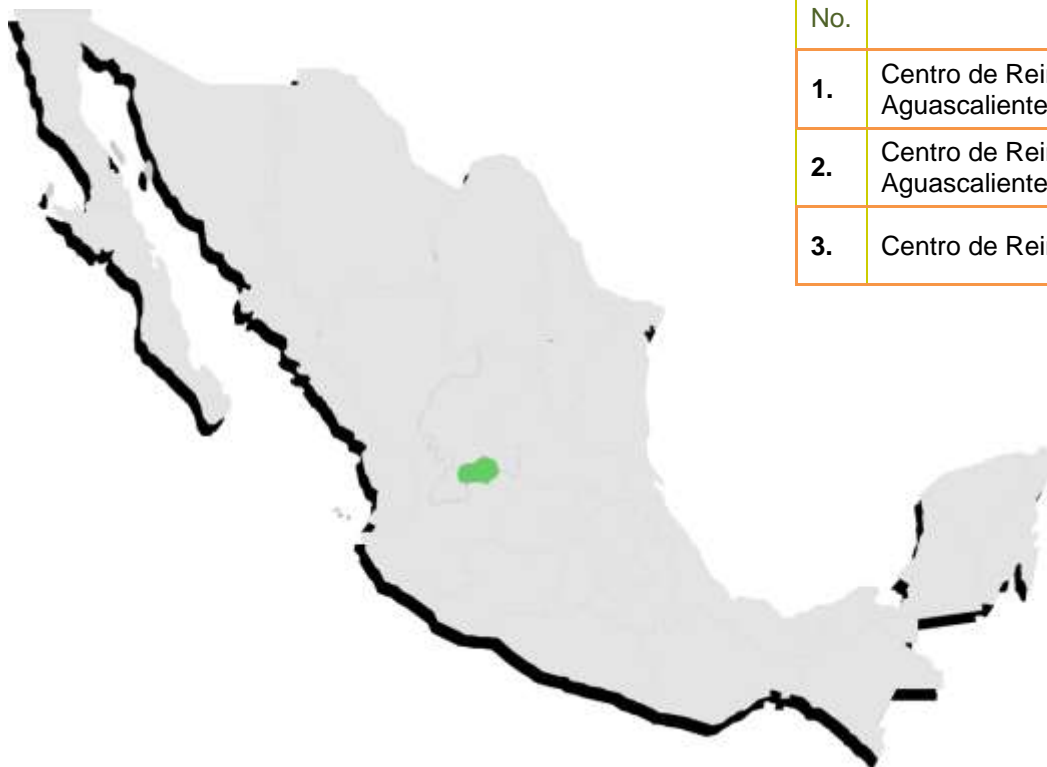 No.
1.
Centro de Rei
Aguascaliente
2.
Centro de Rei
Aguascaliente
3.
Centro de Rei